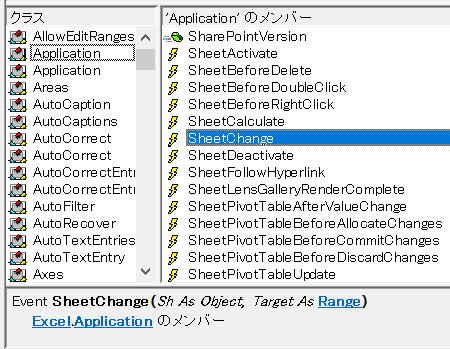 クラス
AllowEditRanges
Application
Application
Areas
AutoCaption
AutoCaptions
AutoCorrect
AutoCorrect
AutoCorrectEntr
AutoCorrectEntr
AutoFilter
AutoRecover
AutoTextEntries
AutoTextEntry
Axes
'Application' のメンバー
SharePointVersion
SheetActivate
SheetBeforeDelete
SheetBeforeDoubleClick
SheetBeforeRightClick
SheetCalculate
SheetChange
SheetDeactivate
SheetFollowHyperlink
SheetLensGalleryRenderComplete
SheetPivotTableAfterValueChange
SheetPivotTableBeforeAllocateChanges
SheetPivotTableBeforeCommitChanges
SheetPivotTableBeforeDiscardChanges
SheetPivotTableUpdate
Event SheetChange(Sh As Object, Target As Range)
Excel.Application のメンバー